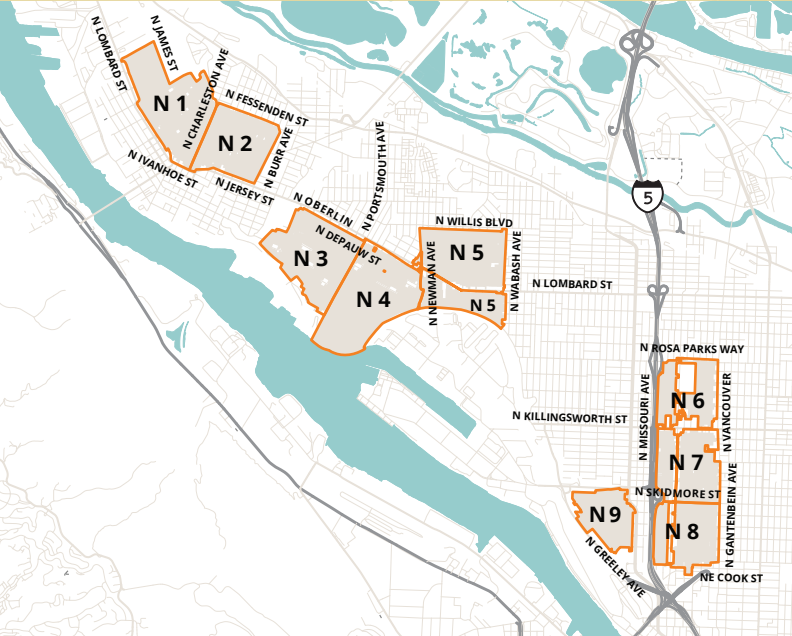 N LOMBARD ST
N JAMES ST
N CHARLESTON AVE
N 1
N FESSENDEN ST
N 2
N BURR AVE
N IVANHOE ST
N JERSEY ST
N OBERLIN
N PORTSMOUTH AVE
N DEPAUW ST
N 3
N 4
N WILLIS BLVD
N 5
N NEWMAN AVE
N WABASH AVE
N 5
N LOMBARD ST
5
N ROSA PARKS WAY
N MISSOURI AVE
N 6
N VANCOUVER
N KILLINGSWORTH ST
N 7
N SKIDMORE ST
N GANTENBEIN AVE
N 9
N 8
N GREELEY AVE
NE COOK ST